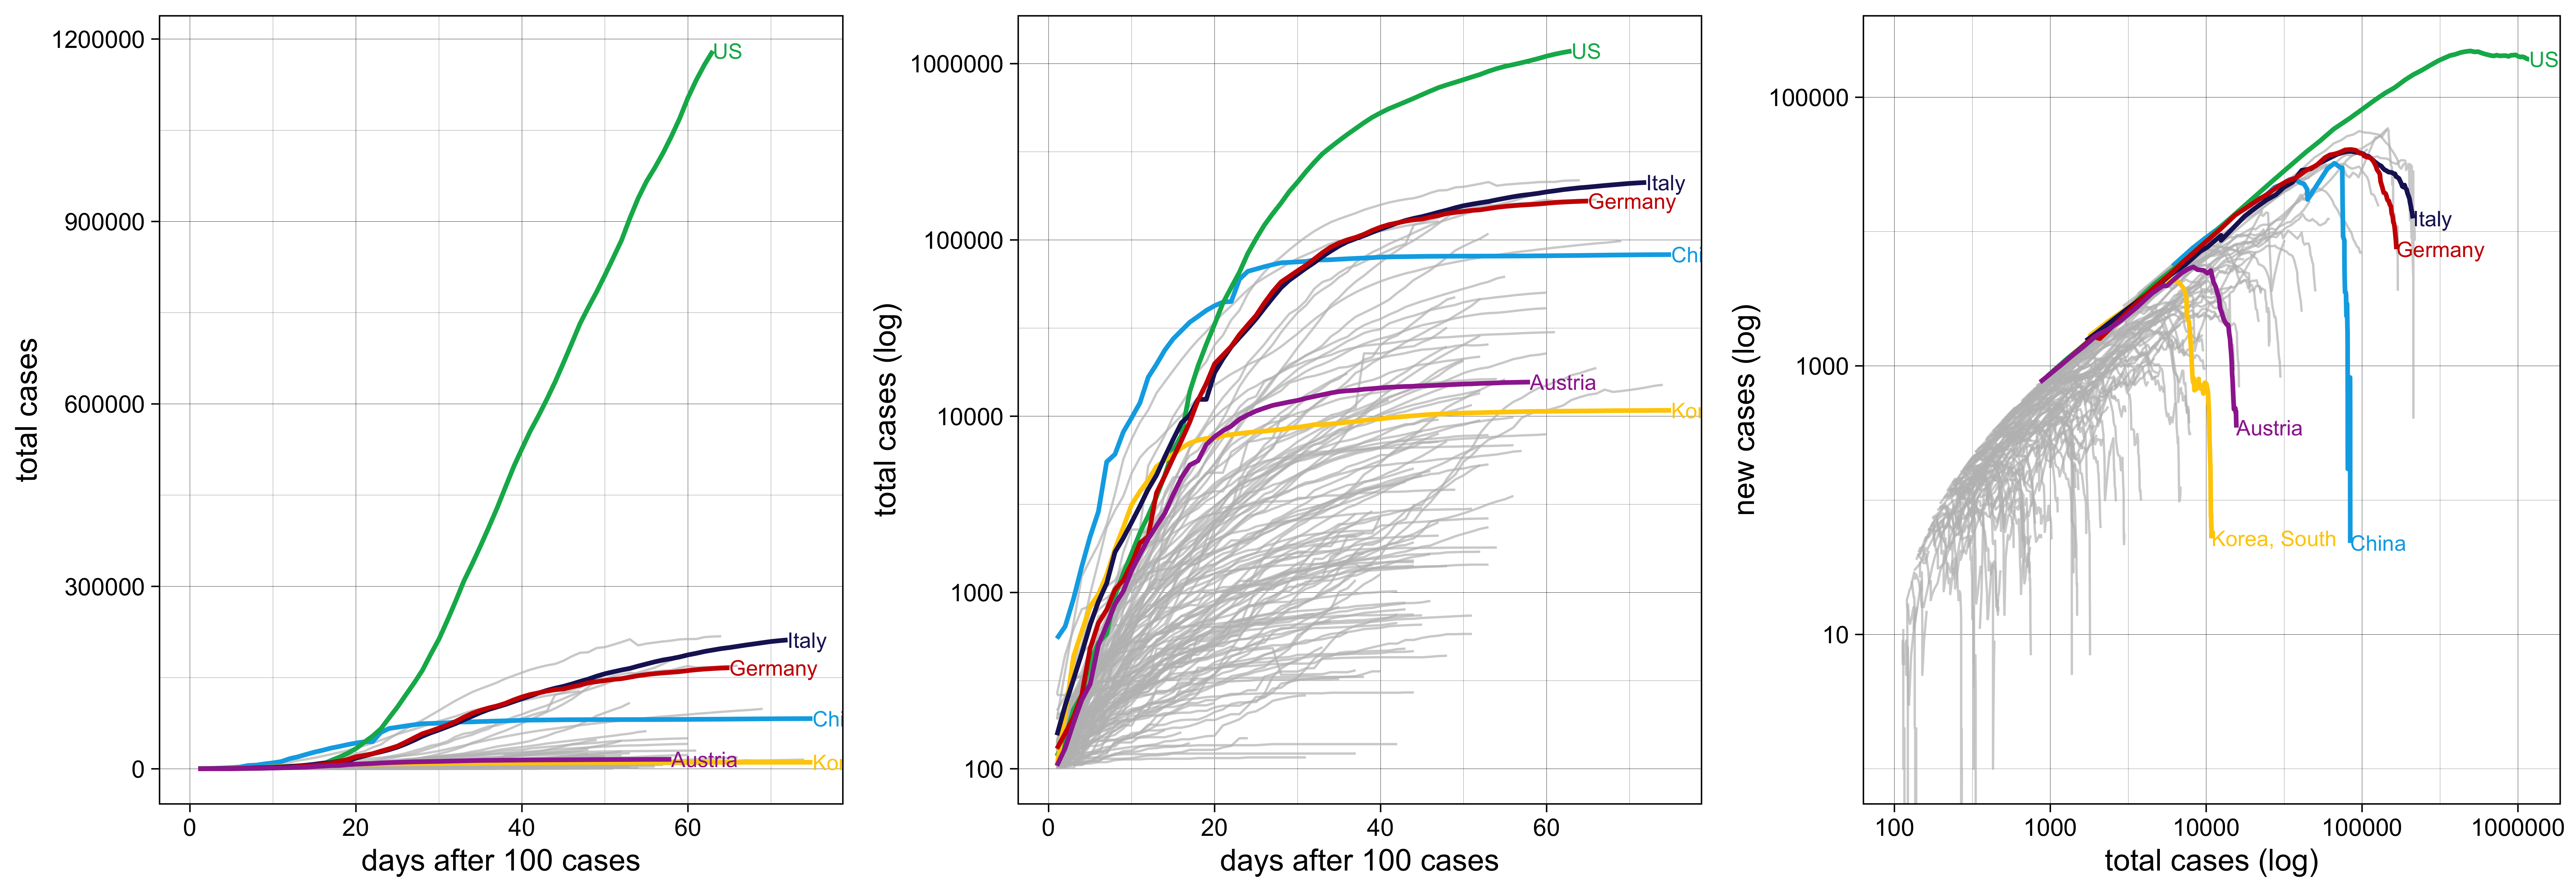 total cases
1200000
900000
600000
300000
0
US
Italy
Germany
Chi
Austria
Kor
0 20 40 60
days after 100 cases
total cases (log)
1000000
100000
10000
1000
100
US
Italy
Germany
Chi
Austria
Kor
0 20 40 60
days after 100 cases
new cases (log)
100000
1000
10
US
Italy
Germany
Austria
Korea, South
China
100 1000 10000 100000 1000000
total cases (log)